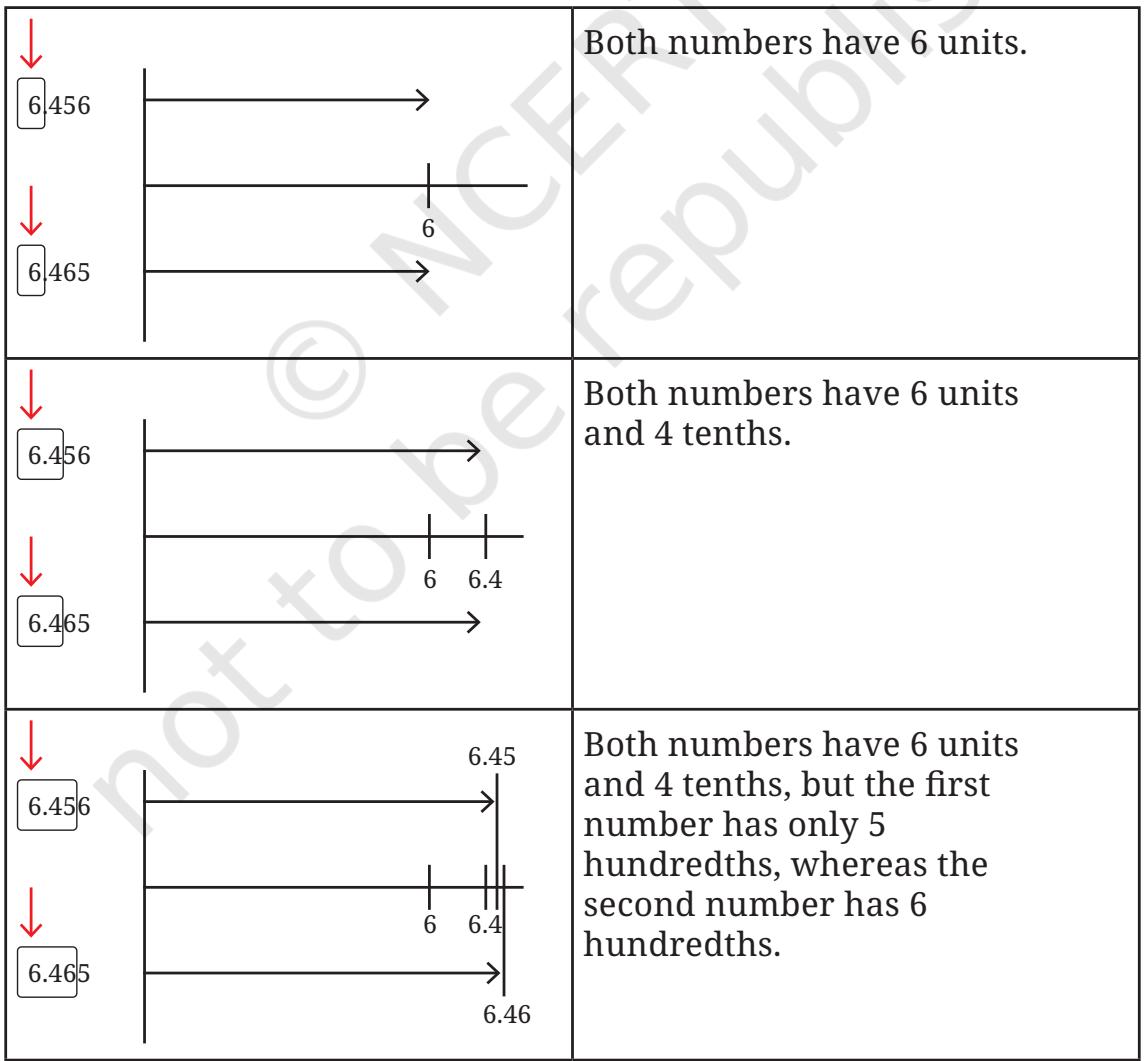 6.456
6
6.465
Both numbers have 6 units.
6.456
6 6.4
6.465
Both numbers have 6 units
and 4 tenths.
6.45
6.456
6 6.4
6.465
6.46
Both numbers have 6 units
and 4 tenths, but the first
number has only 5
hundredths, whereas the
second number has 6
hundredths.
© NCERT
not to be republis